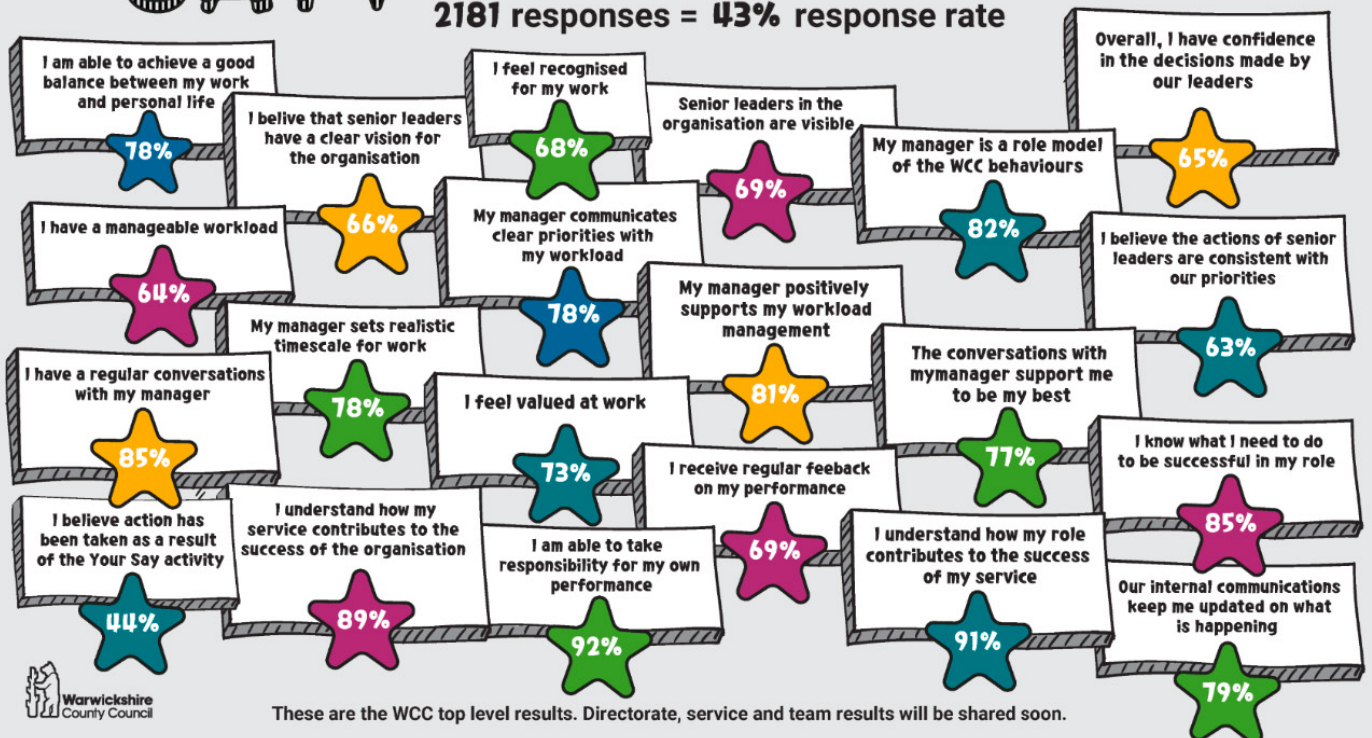 2181 responses = 43% response rate
I am able to achieve a good
balance between my work
and personal life
78%
I belive that senior leaders
have a clear vision for
the organisation
66%
I feel recognised
for my work
68%
Senior leaders in the
organisation are visible
69%
My manager is a role model
of the WCC behaviours
82%
Overall, I have confidence
in the decisions made by
our leaders
65%
I have a manageable workload
64%
My manager communicates
clear priorities with
my workload
78%
I believe the actions of senior
leaders are consistent with
our priorities
63%
My manager sets realistic
timescale for work
78%
My manager positively
supports my workload
management
81%
The conversations with
mymanager support me
to be my best
77%
I have a regular conversations
with my manager
85%
I feel valued at work
73%
I receive regular feeback
on my performance
69%
I know what I need to do
to be successful in my role
85%
I believe action has
been taken as a result
of the Your Say activity
44%
I understand how my
service contributes to the
success of the organisation
89%
I am able to take
responsibility for my own
performance
92%
I understand how my role
contributes to the success
of my service
91%
Our internal communications
keep me updated on what
is happening
79%
Warwickshire
County Council
These are the WCC top level results. Directorate, service and team results will be shared soon.